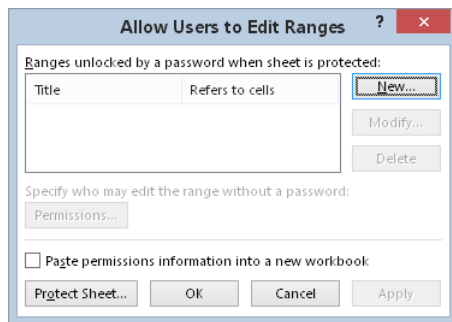 Allow Users to Edit Ranges ? ×
Ranges unlocked by a password when sheet is protected:
Title Refers to cells New...
Modify...
Delete
Specify who may edit the range without a password:
Permissions...
Paste permissions information into a new workbook
Protect Sheet... OK Cancel Apply